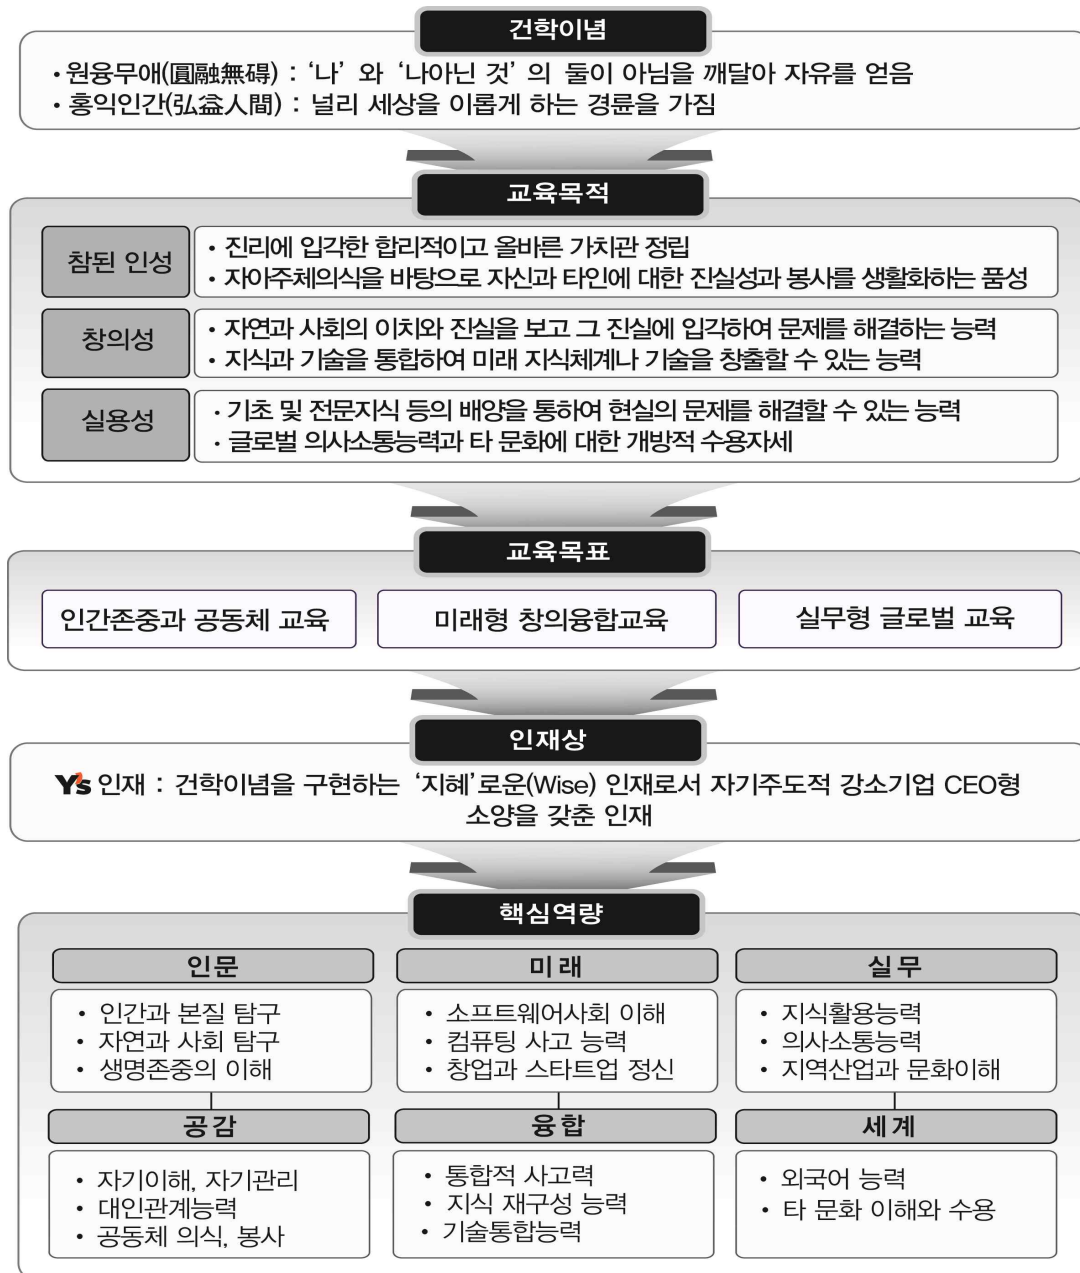 건학이념
• 원융무애(圓融無碍) : ‘나’ 와 ‘나아닌 것’ 의 둘이 아님을 깨달아 자유를 얻음
• 홍익인간(弘益人間) : 널리 세상을 이롭게 하는 경륜을 가짐
교육목적
참된 인성
• 진리에 입각한 합리적이고 올바른 가치관 정립
• 자아주체의식을 바탕으로 자신과 타인에 대한 진실성과 봉사를 생활화하는 품성
창의성
• 자연과 사회의 이치와 진실을 보고 그 진실에 입각하여 문제를 해결하는 능력
• 지식과 기술을 통합하여 미래 지식체계나 기술을 창출할 수 있는 능력
실용성
• 기초 및 전문지식 등의 배양을 통하여 현실의 문제를 해결할 수 있는 능력
• 글로벌 의사소통능력과 타 문화에 대한 개방적 수용자세
교육목표
인간존중과 공동체 교육
미래형 창의융합교육
실무형 글로벌 교육
인재상
Y's 인재 : 건학이념을 구현하는 ‘지혜’로운(Wise) 인재로서 자기주도적 강소기업 CEO형
소양을 갖춘 인재
핵심역량
인문
• 인간과 본질 탐구
• 자연과 사회 탐구
• 생명존중의 이해
미래
• 소프트웨어사회 이해
• 컴퓨팅 사고 능력
• 창업과 스타트업 정신
실무
• 지식활용능력
• 의사소통능력
• 지역산업과 문화이해
공감
• 자기이해, 자기관리
• 대인관계능력
• 공동체 의식, 봉사
융합
• 통합적 사고력
• 지식 재구성 능력
• 기술통합능력
세계
• 외국어 능력
• 타 문화 이해와 수용